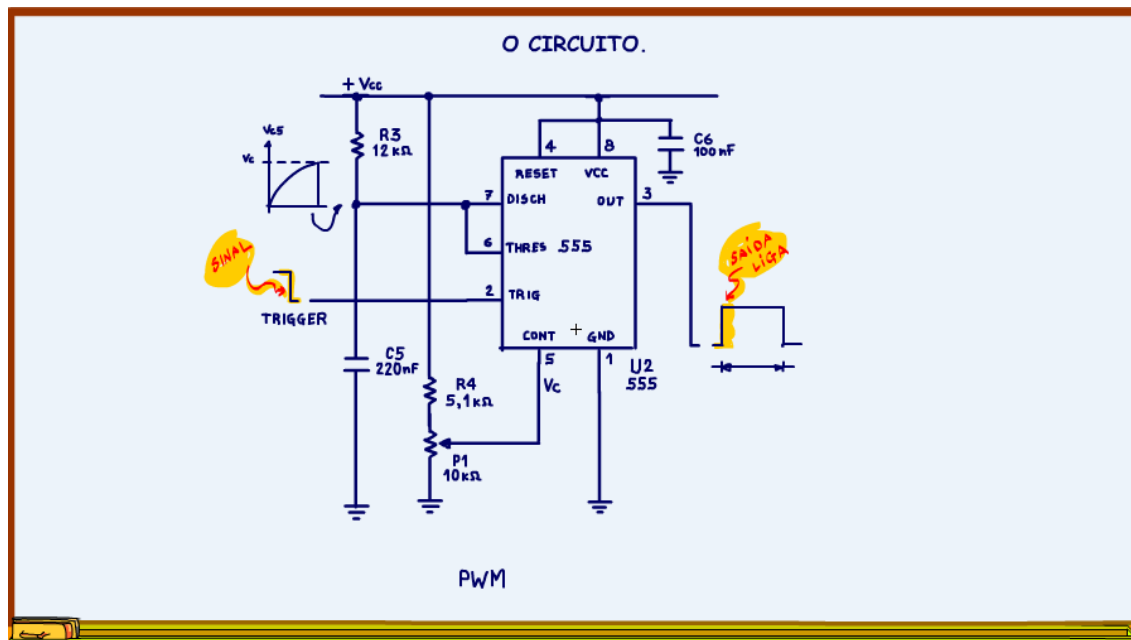 O CIRCUITO.
+ Vcc
Vc5
Vc
R3
12kΩ
4
8
C6
100nF
RESET
VCC
7
DISCH
OUT
3
SINAL
6
THRES
555
SAÍDA
LIGA
2
TRIG
TRIGGER
CONT
GND
C5
220nF
5
1
U2
555
Vc
R4
5,1kΩ
P1
10kΩ
PWM